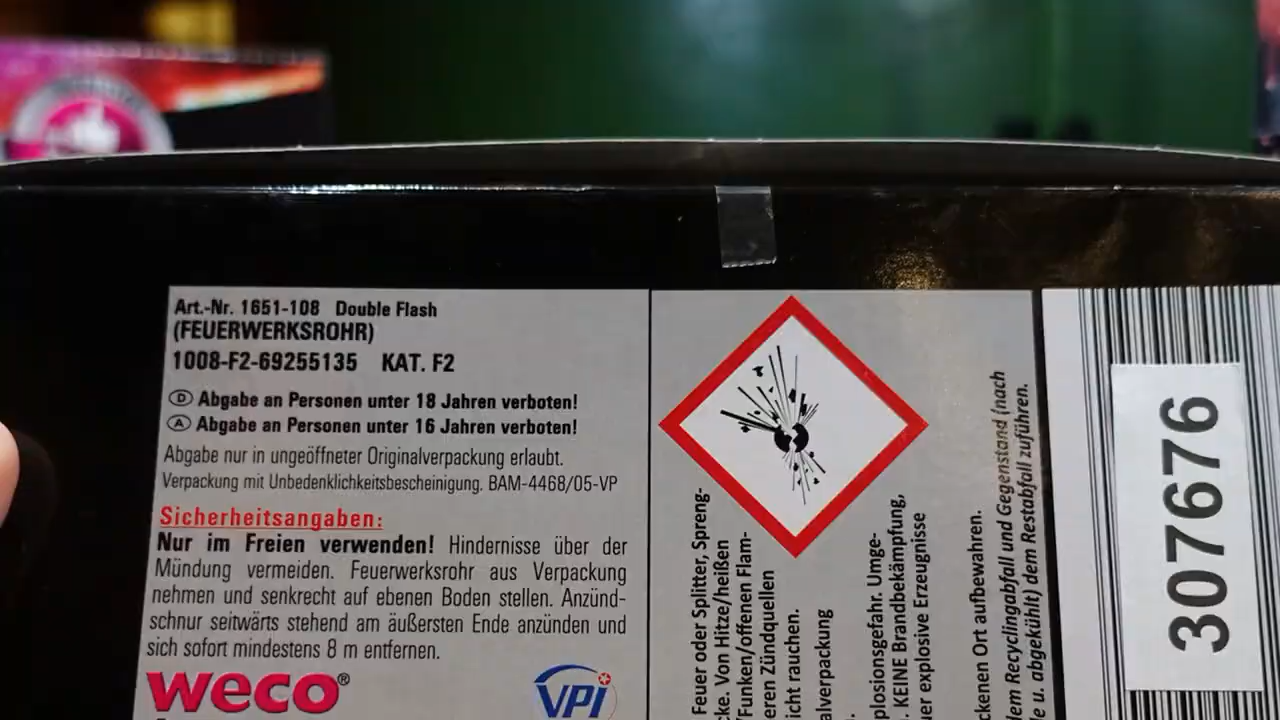 Art.-Nr. 1651-108 Double Flash
(FEUERWERKSROHR)
1008-F2-69255135 KAT. F2
D Abgabe an Personen unter 18 Jahren verboten!
A Abgabe an Personen unter 16 Jahren verboten!
Abgabe nur in ungeöffneter Originalverpackung erlaubt.
Verpackung mit Unbedenklichkeitsbescheinigung. BAM-4468/05-VP
Sicherheitsangaben:
Nur im Freien verwenden! Hindernisse über der
Mündung vermeiden. Feuerwerksrohr aus Verpackung
nehmen und senkrecht auf ebenen Boden stellen. Anzünd-
schnur seitwärts stehend am äußersten Ende anzünden und
sich sofort mindestens 8 m entfernen.
weco®
VPI
Feuer oder Splitter, Spreng-
cke. Von Hitze/heißen
Funken/offenen Flam-
eren Zündquellen
icht rauchen.
alverpackung
plosionsgefahr. Umge-
. KEINE Brandbekämpfung,
uer explosive Erzeugnisse
ckenen Ort aufbewahren.
dem Recyclingabfall und Gegenstand (nach
le u. abgekühlt) dem Restabfall zuführen.
307676